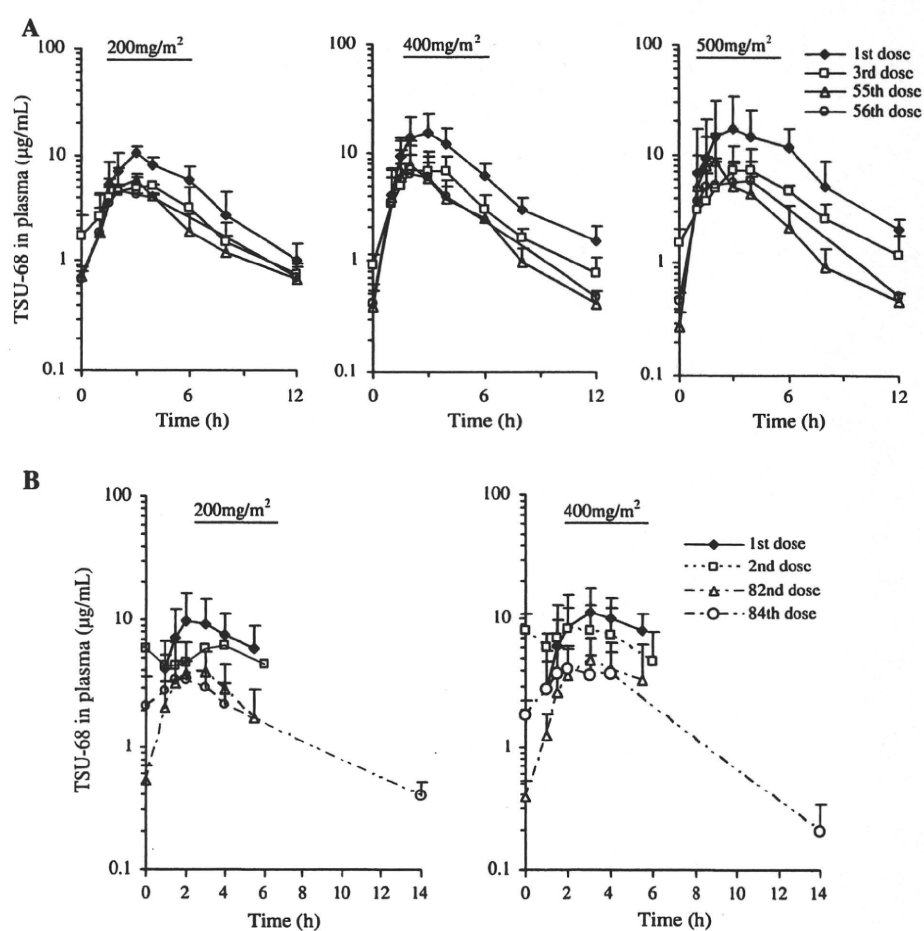 A
200mg/m²
400mg/m²
500mg/m²
1st dose
3rd dose
55th dose
56th dose
TSU-68 in plasma (µg/mL)
100
10
1
0.1
0
6
12
Time (h)
100
10
1
0.1
0
6
12
Time (h)
100
10
1
0.1
0
6
12
Time (h)
B
200mg/m²
400mg/m²
1st dose
2nd dose
82nd dose
84th dose
TSU-68 in plasma (µg/mL)
100
10
1
0.1
0 2 4 6 8 10 12 14
Time (h)
100
10
1
0.1
0 2 4 6 8 10 12 14
Time (h)